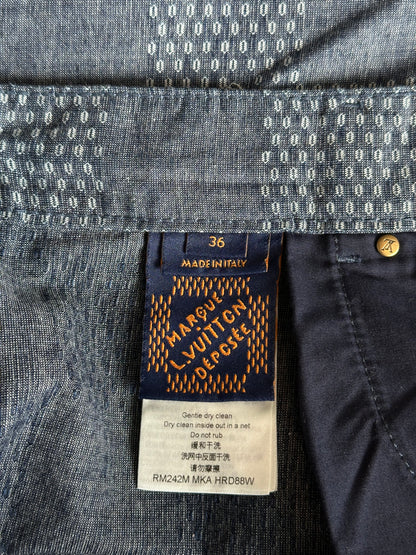 36
MADE IN ITALY
MARQUE
L.VUITTON
DÉPOSÉE
Gentle dry clean
Dry clean inside out in a net
Do not rub
缓和干洗
洗网中反面干洗
请勿摩擦
RM242M MKA HRD88W